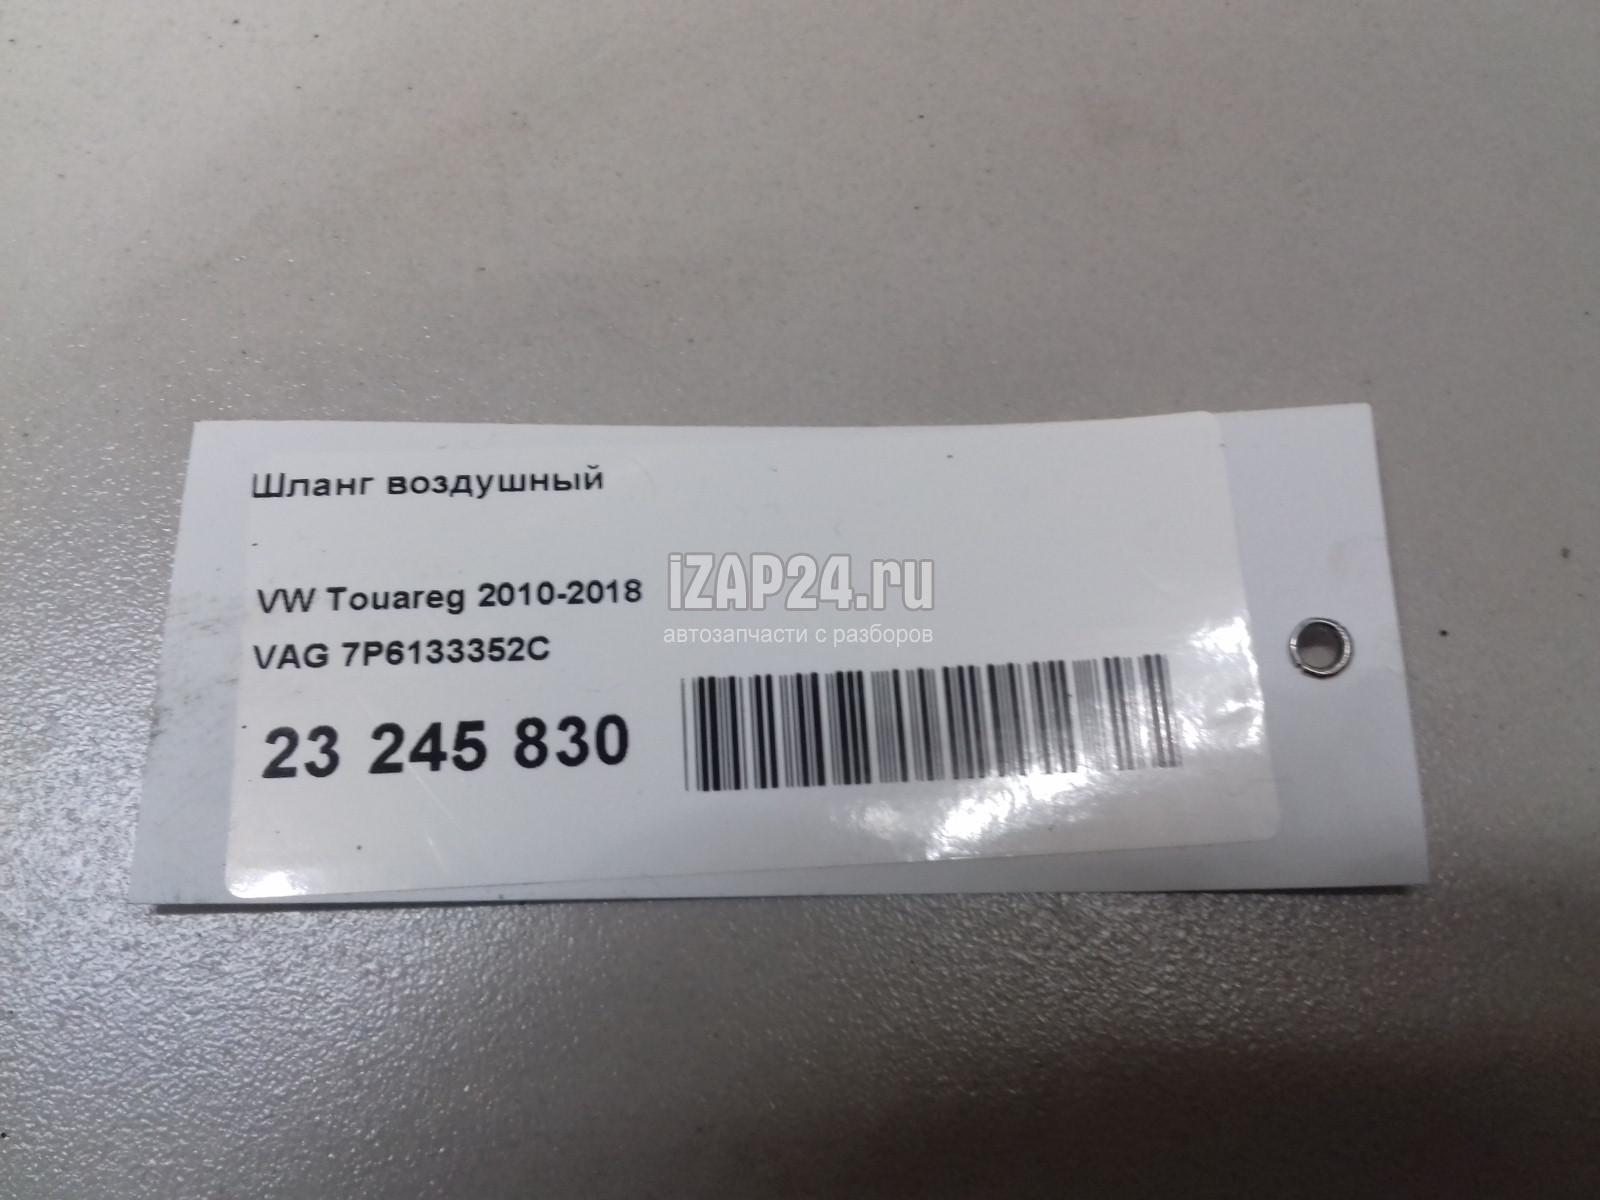 Шланг воздушный
VW Touareg 2010-2018
iZAP24.ru
автозапчасти с разборов
VAG 7P6133352C
23 245 830